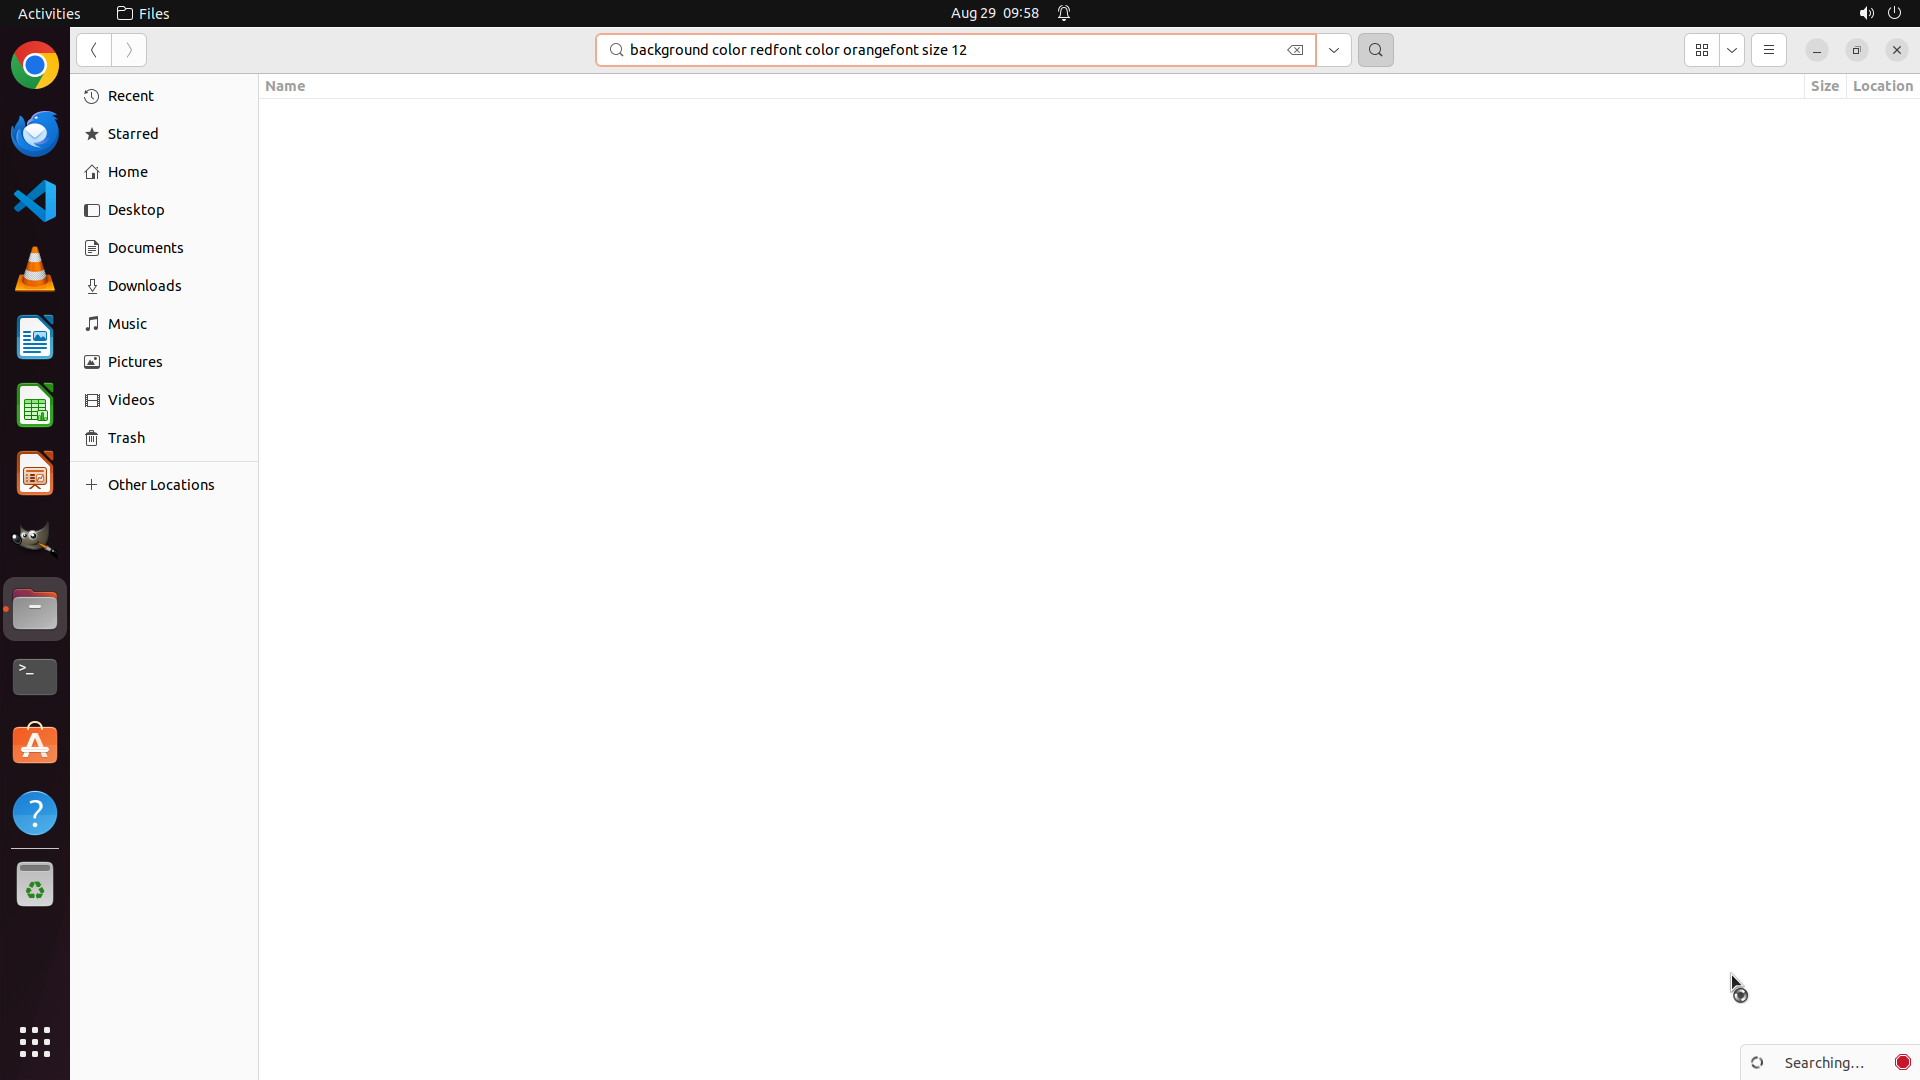 Activities
Files
Aug 29 09:58
background color redfont color orangefont size 12
Name
Size
Location
Recent
Starred
Home
Desktop
Documents
Downloads
Music
Pictures
Videos
Trash
Other Locations
>_
?
Searching…